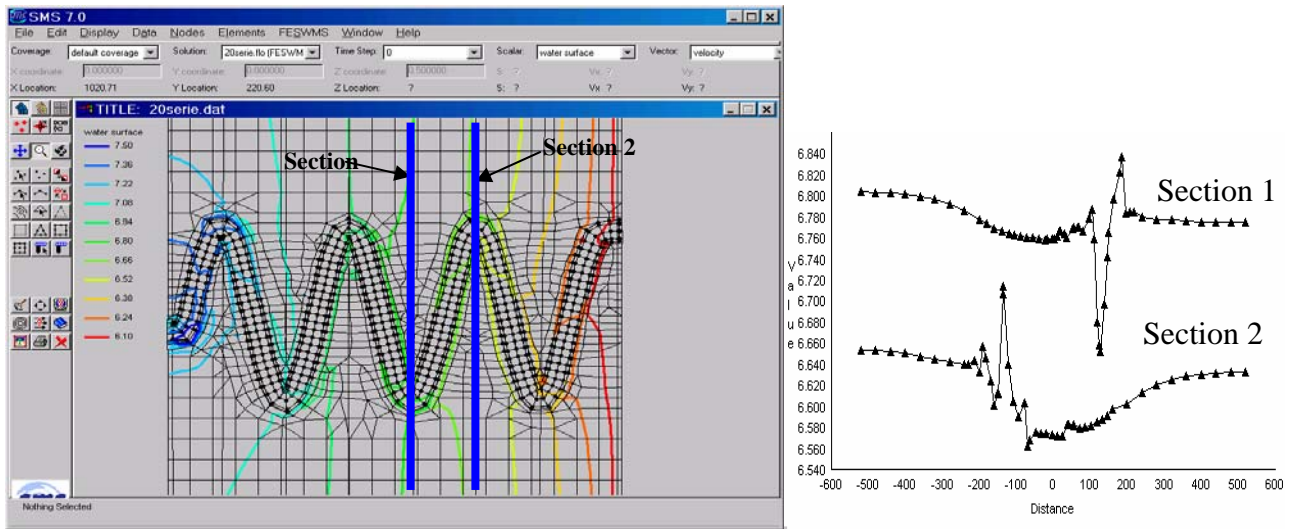 SMS 7.0
File Edit Display Data Nodes Elements FESWMS Window Help
Coverage: default coverage Solution: 20serie.flo (FESWM Time Step: 0 Scalar: water surface Vector: velocity
X coordinate: 0.000000 Y coordinate: 0.000000 Z coordinate: 0.500000 S: ? Vx: ? Vy: ?
X Location: 1020.71 Y Location: 220.60 Z Location: ? S: ? Vx: ? Vy: ?
TITLE: 20serie.dat
water surface
7.50
7.36
7.22
7.08
6.94
6.80
6.66
6.52
6.38
6.24
6.10
Section
Section 2
Nothing Selected
6.840
6.820
6.800
6.780
6.760
6.740
6.720
6.700
6.680
6.660
6.640
6.620
6.600
6.580
6.560
6.540
Value
Section 1
Section 2
-600 -500 -400 -300 -200 -100 0 100 200 300 400 500 600
Distance